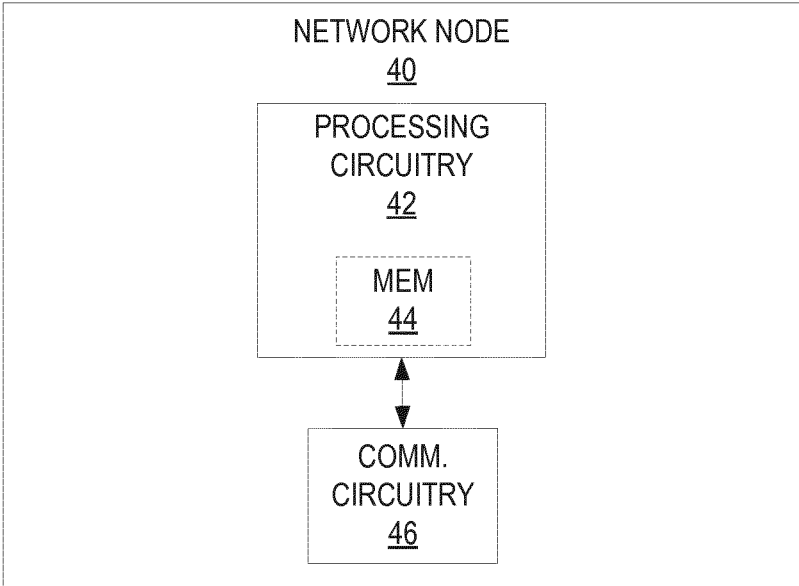 NETWORK NODE
40
PROCESSING
CIRCUITRY
42
MEM
44
COMM.
CIRCUITRY
46